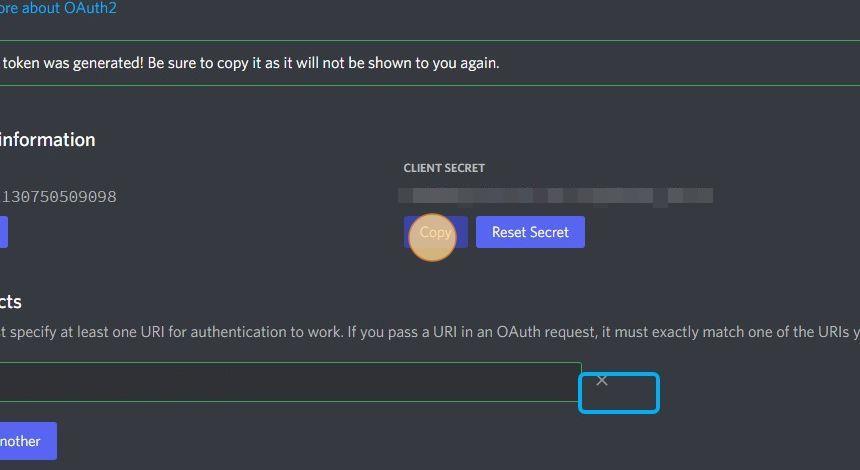 ore about OAuth2
token was generated! Be sure to copy it as it will not be shown to you again.
information
CLIENT SECRET
130750509098
Copy
Reset Secret
cts
t specify at least one URI for authentication to work. If you pass a URI in an OAuth request, it must exactly match one of the URIs y
nother